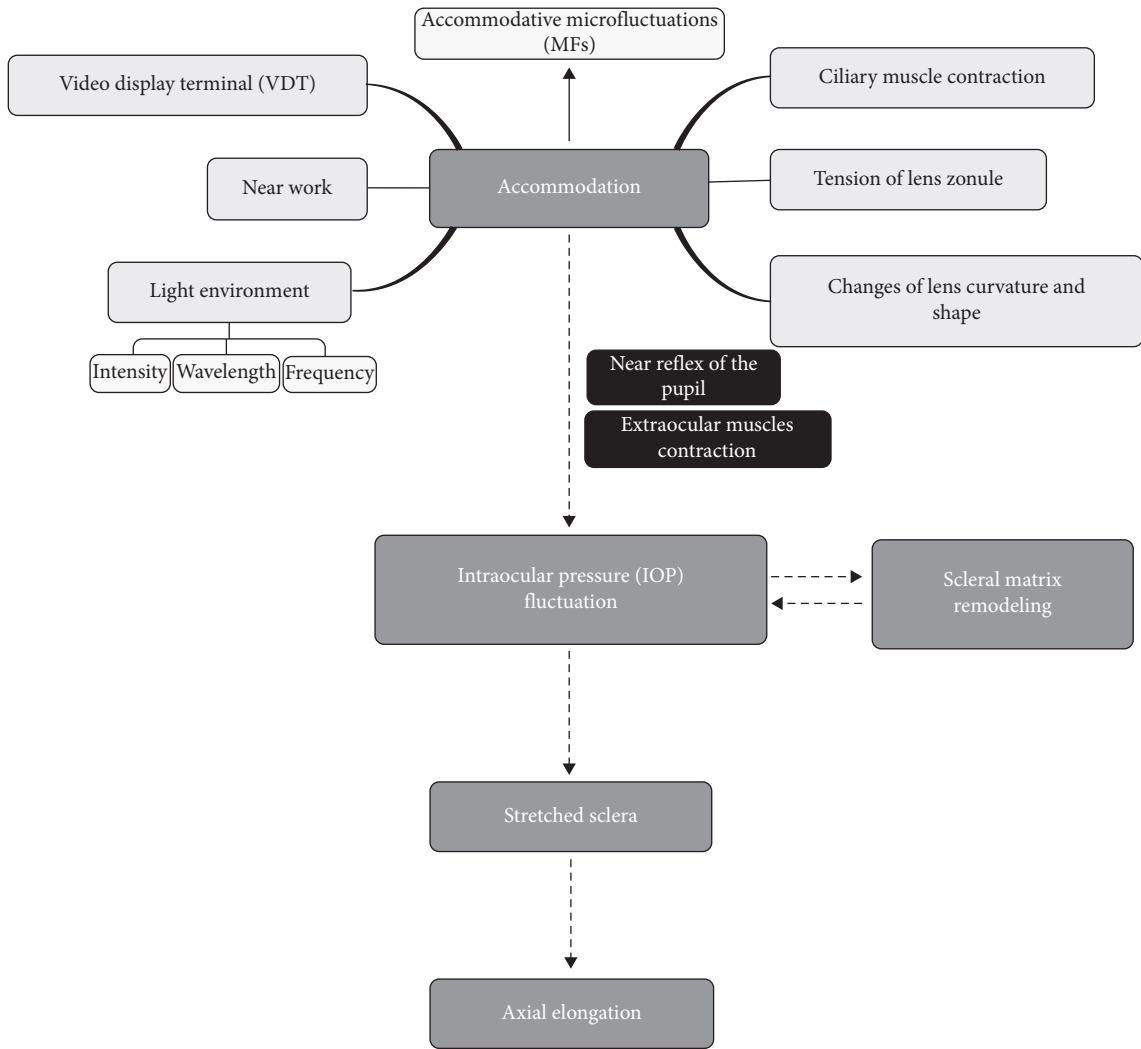 Accommodative microfluctuations
(MFs)
Video display terminal (VDT)
Ciliary muscle contraction
Near work
Accommodation
Tension of lens zonule
Light environment
Changes of lens curvature and
shape
Intensity
Wavelength
Frequency
Near reflex of the
pupil
Extraocular muscles
contraction
Intraocular pressure (IOP)
fluctuation
Scleral matrix
remodeling
Stretched sclera
Axial elongation